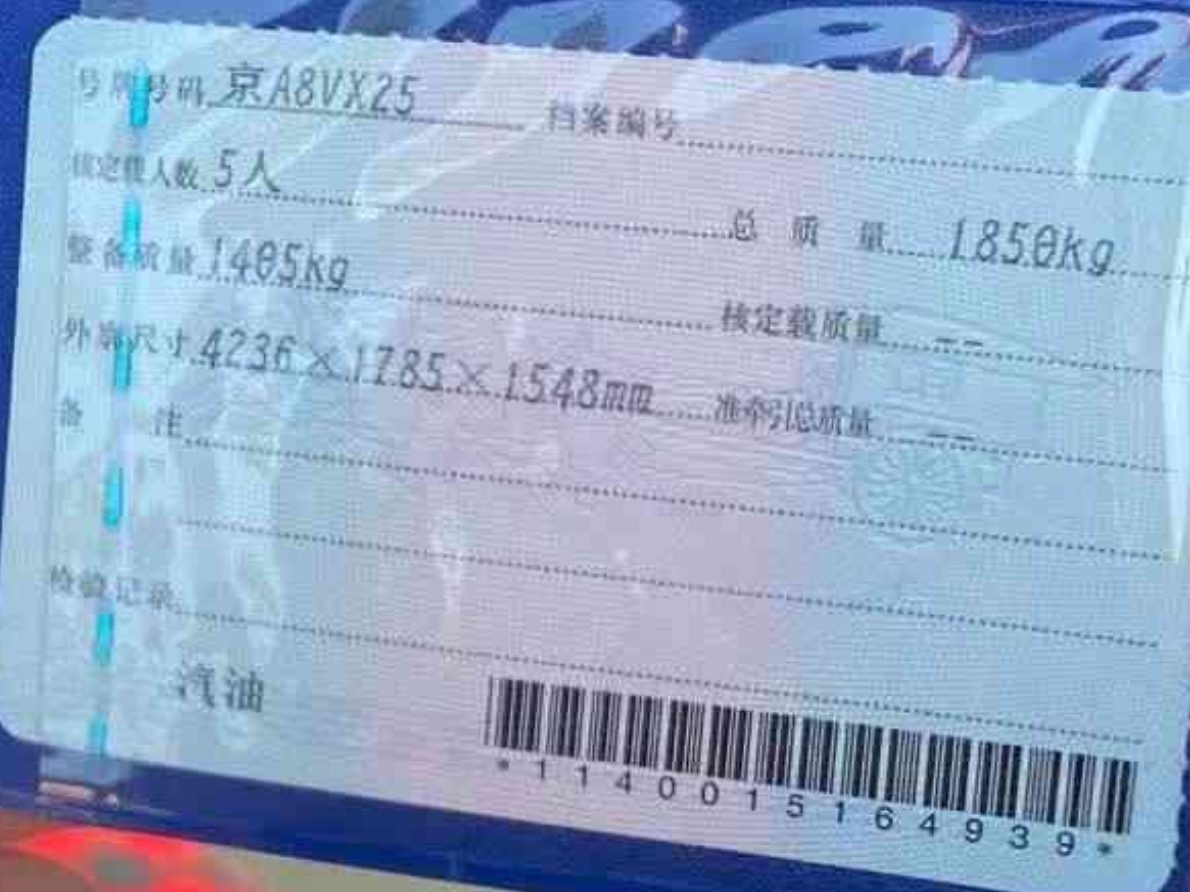 号牌号码 京A8VX25 档案编号
核定载人数 5人 总质量 1850kg
整备质量 1405kg 核定载质量 --
外廓尺寸 4236×1785×1548mm 准牵引总质量 --
备注
检验记录
汽油
*1140015164939*